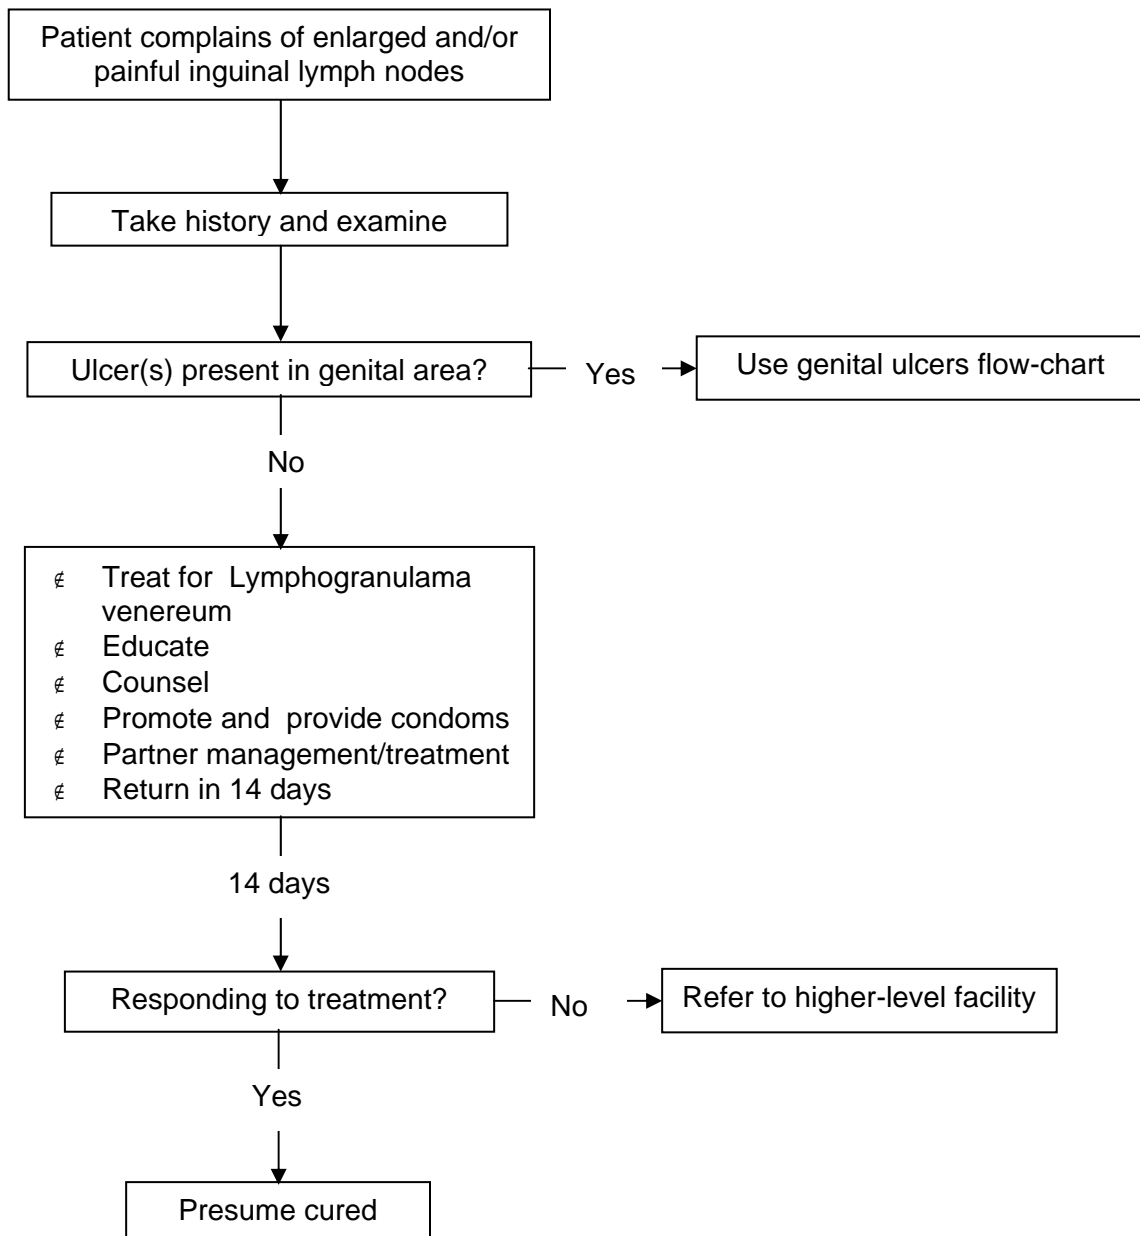 Patient complains of enlarged and/or
painful inguinal lymph nodes
Take history and examine
Ulcer(s) present in genital area?
Yes
Use genital ulcers flow-chart
No
∉ Treat for Lymphogranulama
venereum
∉ Educate
∉ Counsel
∉ Promote and provide condoms
∉ Partner management/treatment
∉ Return in 14 days
14 days
Responding to treatment?
No
Refer to higher-level facility
Yes
Presume cured